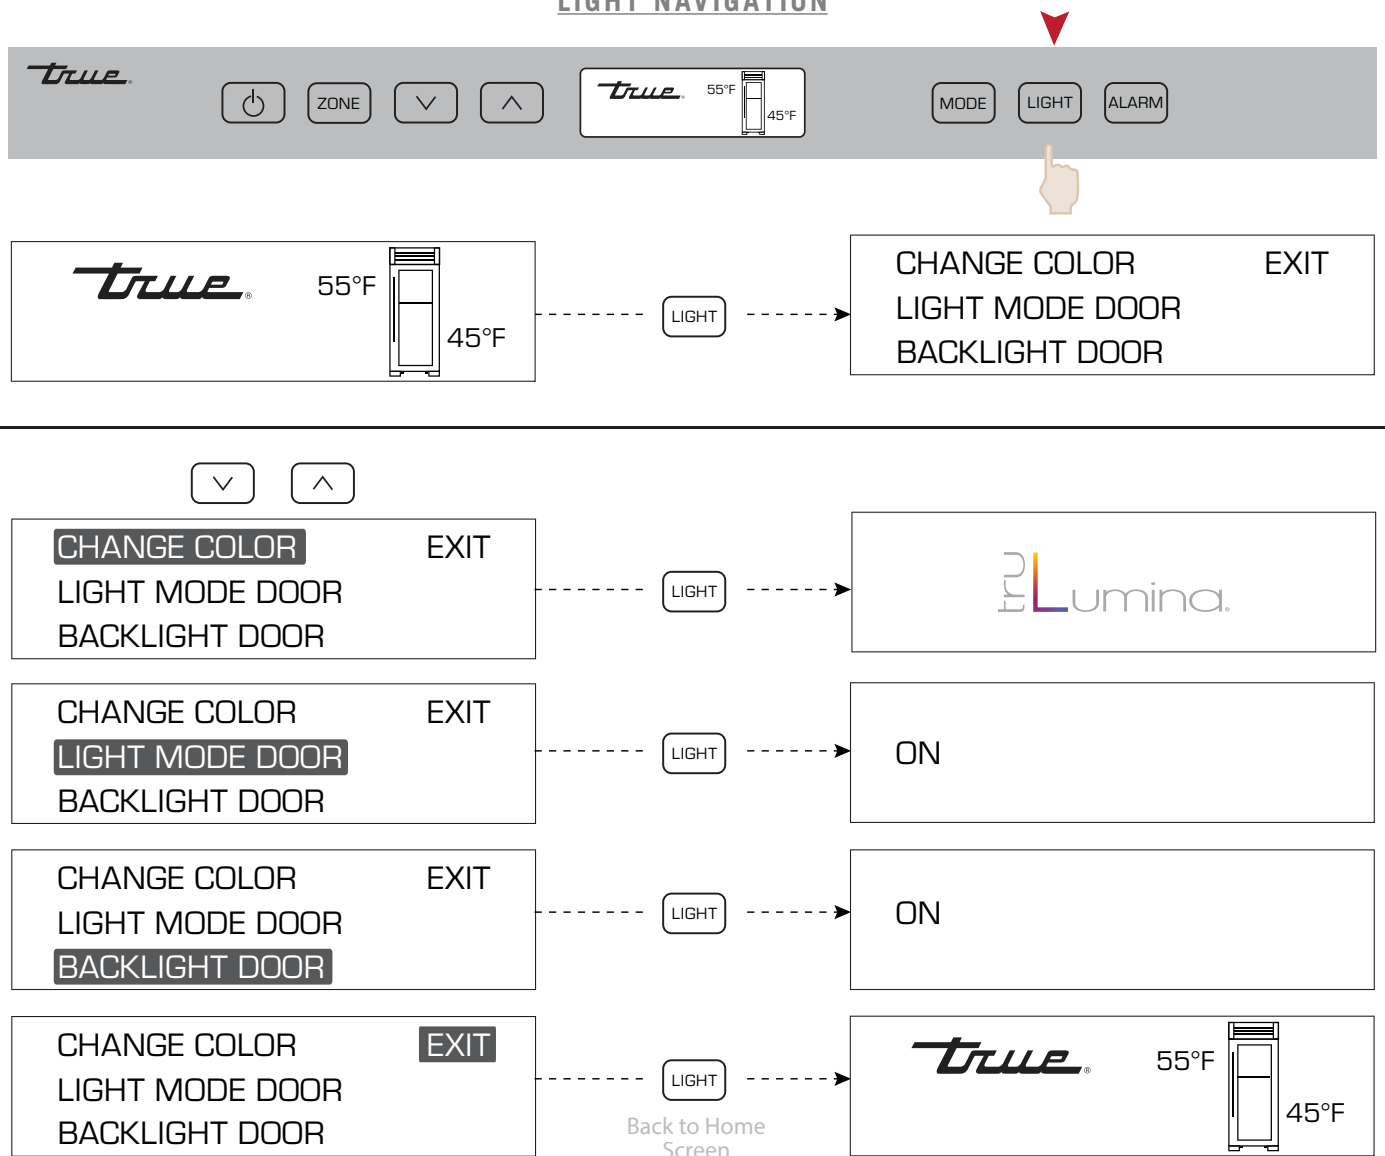 LIGHT NAVIGATION
true®
ZONE
true®
55°F
45°F
MODE
LIGHT
ALARM
true®
55°F
45°F
LIGHT
CHANGE COLOR EXIT
LIGHT MODE DOOR
BACKLIGHT DOOR
CHANGE COLOR EXIT
LIGHT MODE DOOR
BACKLIGHT DOOR
LIGHT
truLumina®
CHANGE COLOR EXIT
LIGHT MODE DOOR
BACKLIGHT DOOR
LIGHT
ON
CHANGE COLOR EXIT
LIGHT MODE DOOR
BACKLIGHT DOOR
LIGHT
ON
CHANGE COLOR EXIT
LIGHT MODE DOOR
BACKLIGHT DOOR
LIGHT
Back to Home
Screen
true®
55°F
45°F